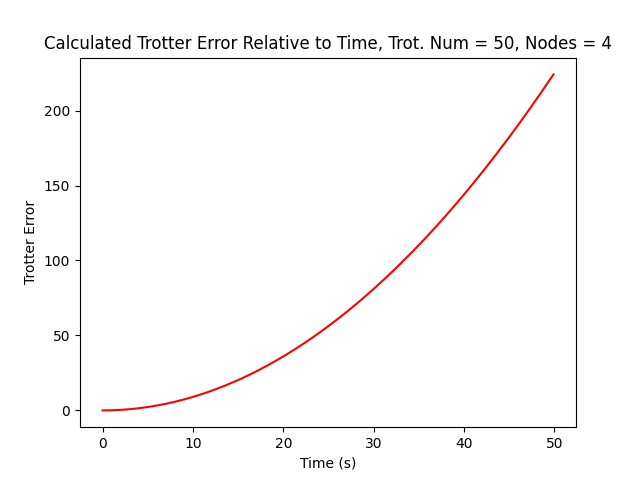 Calculated Trotter Error Relative to Time, Trot. Num = 50, Nodes = 4
Trotter Error
200
150
100
50
0
0 10 20 30 40 50
Time (s)